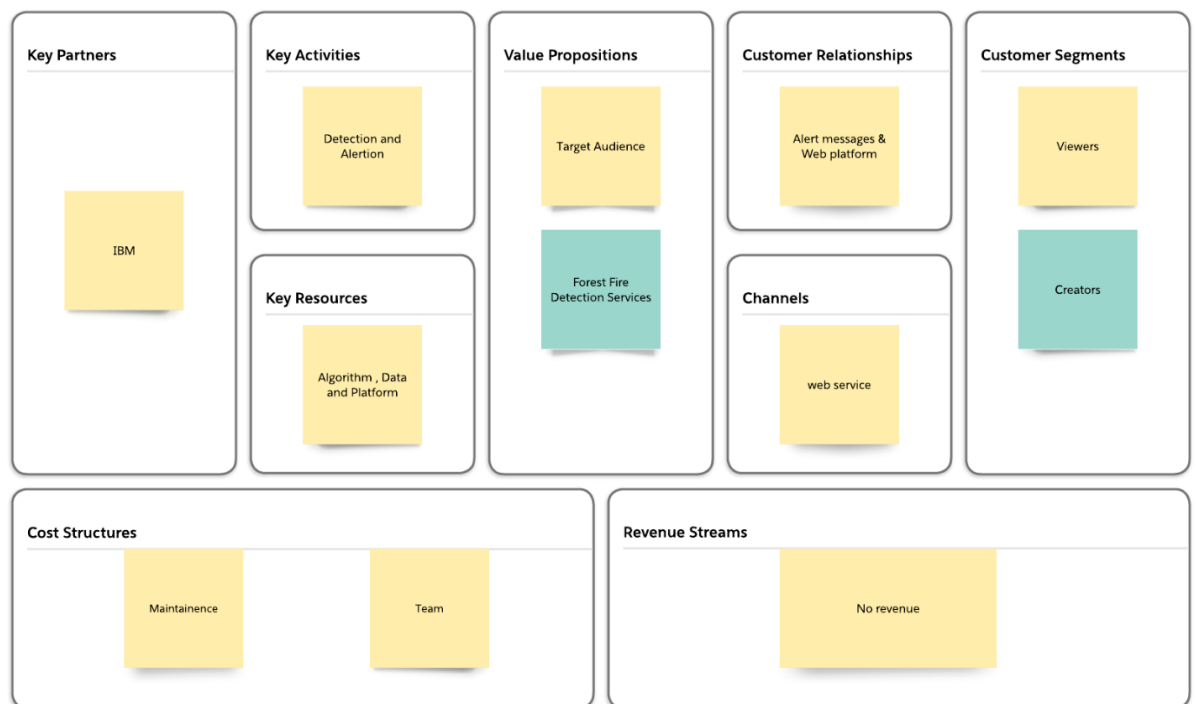 Key Partners
IBM
Key Activities
Detection and
Alertion
Key Resources
Algorithm , Data
and Platform
Value Propositions
Target Audience
Forest Fire
Detection Services
Customer Relationships
Alert messages &
Web platform
Channels
web service
Customer Segments
Viewers
Creators
Cost Structures
Maintainence
Team
Revenue Streams
No revenue